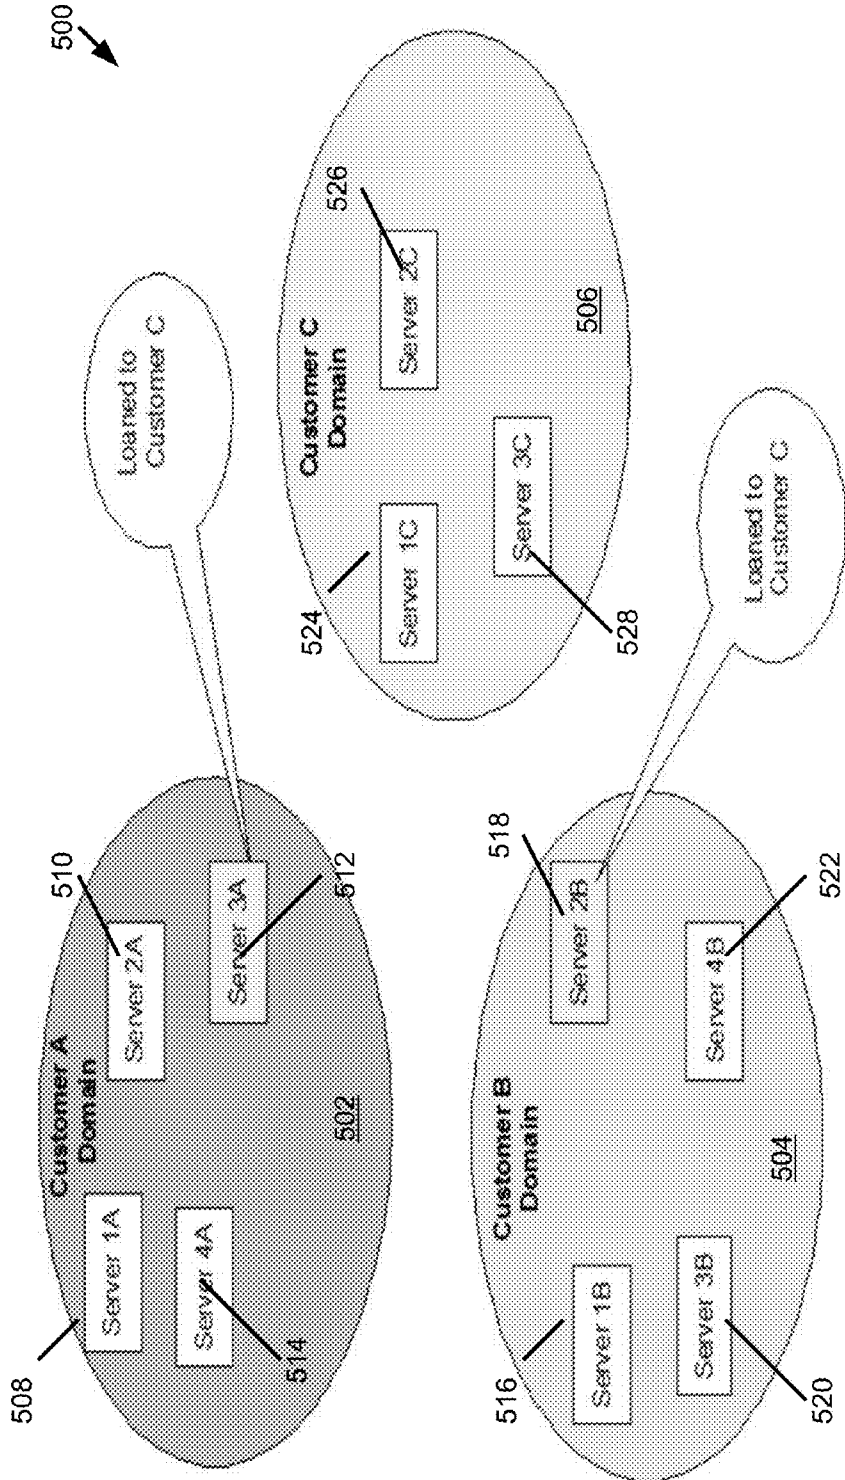 500
508
Server 1A
Customer A
Domain
510
Server 2A
Server 4A
514
502
Server 3A
512
Loaned to
Customer C
524
Server 1C
Customer C
Domain
526
Server 2C
Server 3C
528
506
516
Server 1B
Customer B
Domain
518
Server 2B
Server 3B
520
504
Server 4B
522
Loaned to
Customer C